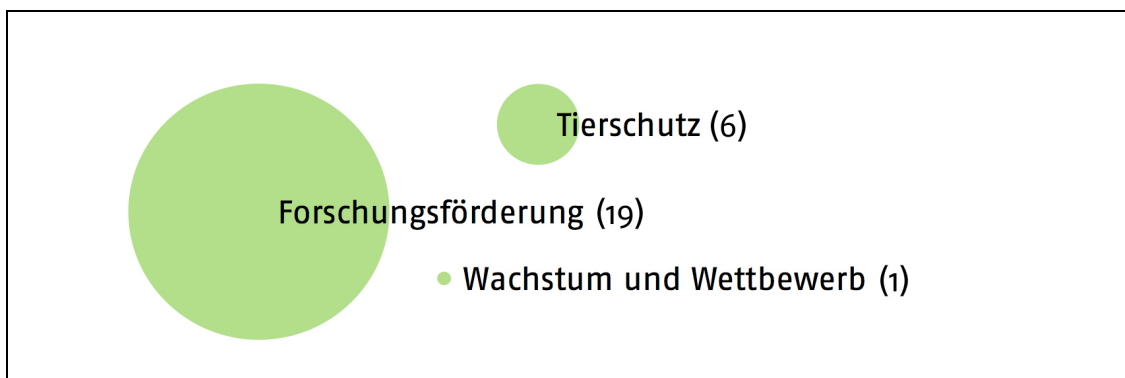 Tierschutz (6)
Forschungsförderung (19)
Wachstum und Wettbewerb (1)